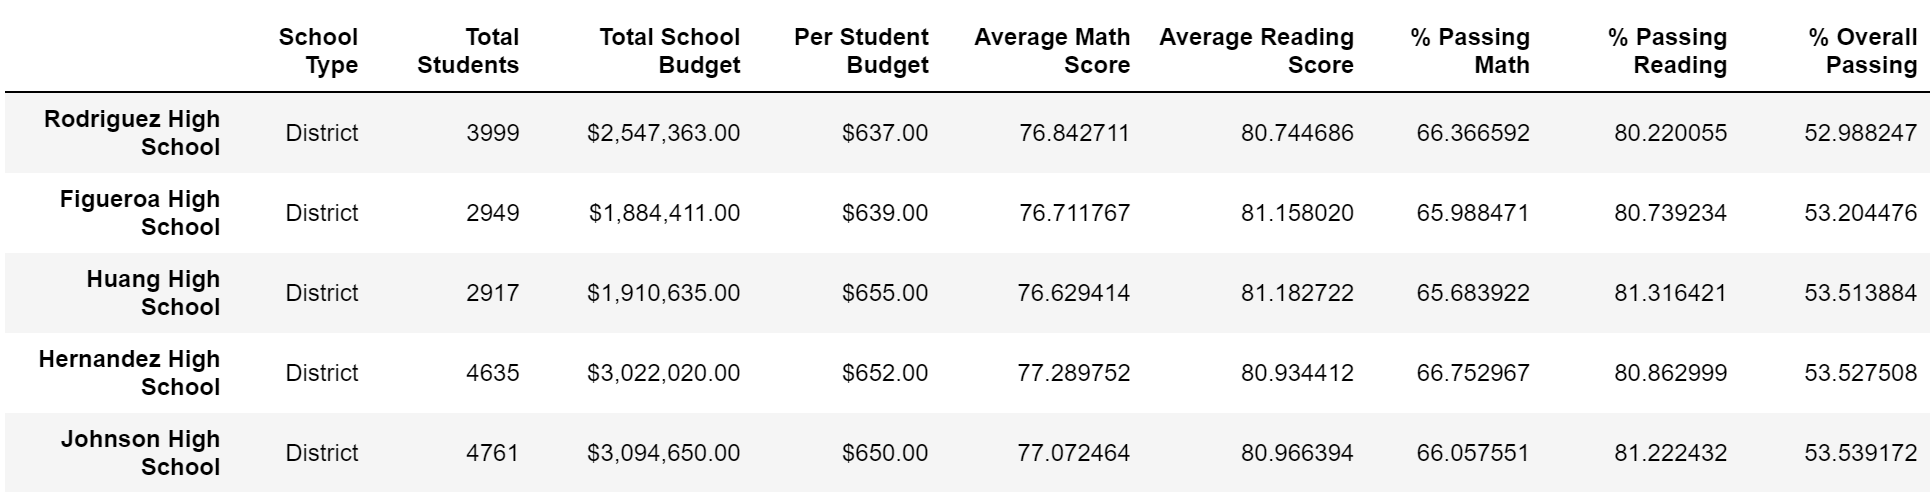 School Type Total Students Total School Budget Per Student Budget Average Math Score Average Reading Score % Passing Math % Passing Reading % Overall Passing
Rodriguez High School District 3999 $2,547,363.00 $637.00 76.842711 80.744686 66.366592 80.220055 52.988247
Figueroa High School District 2949 $1,884,411.00 $639.00 76.711767 81.158020 65.988471 80.739234 53.204476
Huang High School District 2917 $1,910,635.00 $655.00 76.629414 81.182722 65.683922 81.316421 53.513884
Hernandez High School District 4635 $3,022,020.00 $652.00 77.289752 80.934412 66.752967 80.862999 53.527508
Johnson High School District 4761 $3,094,650.00 $650.00 77.072464 80.966394 66.057551 81.222432 53.539172